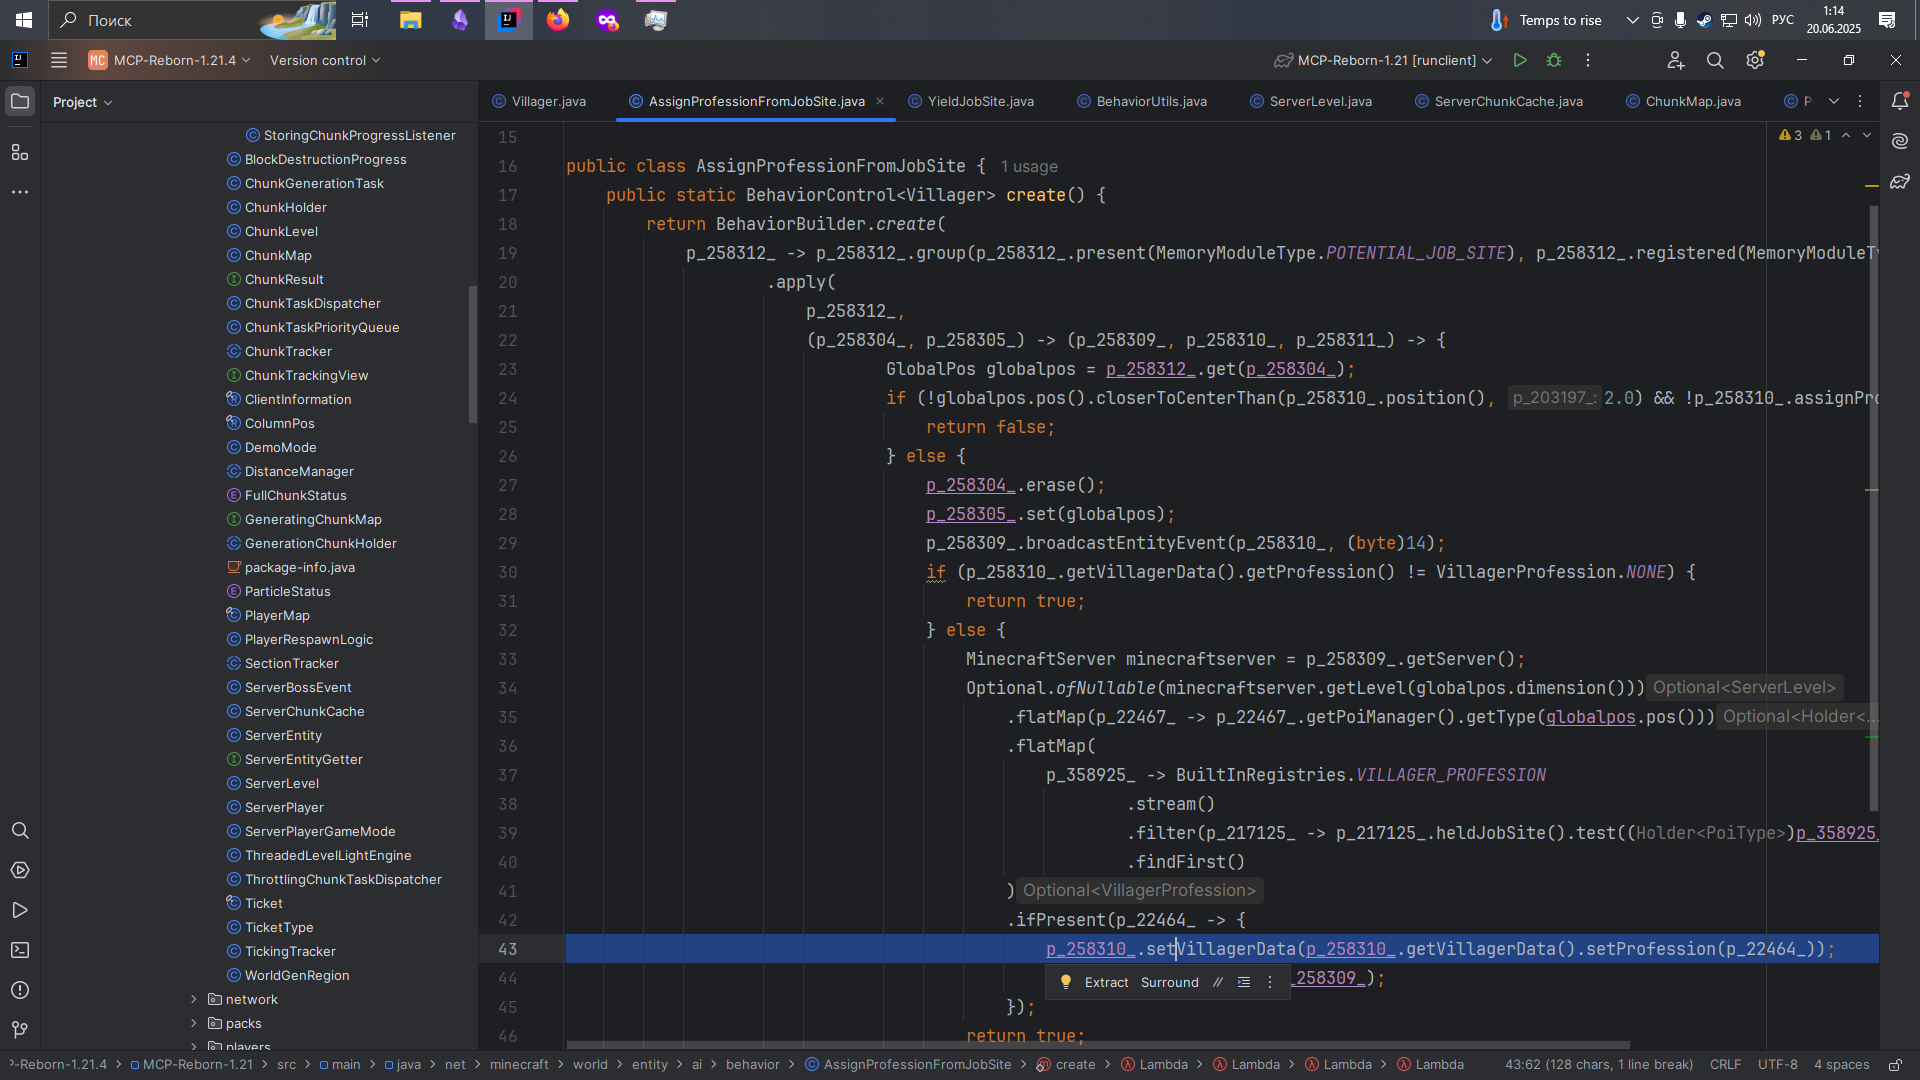 Поиск
Temps to rise
РУС
1:14
20.06.2025
MC MCP-Reborn-1.21.4
Version control
MCP-Reborn-1.21 [runclient]
Project
Villager.java
AssignProfessionFromJobSite.java
YieldJobSite.java
BehaviorUtils.java
ServerLevel.java
ServerChunkCache.java
ChunkMap.java
StoringChunkProgressListener
BlockDestructionProgress
ChunkGenerationTask
ChunkHolder
ChunkLevel
ChunkMap
ChunkResult
ChunkTaskDispatcher
ChunkTaskPriorityQueue
ChunkTracker
ChunkTrackingView
ClientInformation
ColumnPos
DemoMode
DistanceManager
FullChunkStatus
GeneratingChunkMap
GenerationChunkHolder
package-info.java
ParticleStatus
PlayerMap
PlayerRespawnLogic
SectionTracker
ServerBossEvent
ServerChunkCache
ServerEntity
ServerEntityGetter
ServerLevel
ServerPlayer
ServerPlayerGameMode
ThreadedLevelLightEngine
ThrottlingChunkTaskDispatcher
Ticket
TicketType
TickingTracker
WorldGenRegion
network
packs
players
3 1
15
16 public class AssignProfessionFromJobSite { 1 usage
17 public static BehaviorControl<Villager> create() {
18 return BehaviorBuilder.create(
19 p_258312_ -> p_258312_.group(p_258312_.present(MemoryModuleType.POTENTIAL_JOB_SITE), p_258312_.registered(MemoryModuleTy
20 .apply(
21 p_258312_,
22 (p_258304_, p_258305_) -> (p_258309_, p_258310_, p_258311_) -> {
23 GlobalPos globalpos = p_258312_.get(p_258304_);
24 if (!globalpos.pos().closerToCenterThan(p_258310_.position(), p_203197_: 2.0) && !p_258310_.assignPro
25 return false;
26 } else {
27 p_258304_.erase();
28 p_258305_.set(globalpos);
29 p_258309_.broadcastEntityEvent(p_258310_, (byte)14);
30 if (p_258310_.getVillagerData().getProfession() != VillagerProfession.NONE) {
31 return true;
32 } else {
33 MinecraftServer minecraftserver = p_258309_.getServer();
34 Optional.ofNullable(minecraftserver.getLevel(globalpos.dimension())) Optional<ServerLevel>
35 .flatMap(p_22467_ -> p_22467_.getPoiManager().getType(globalpos.pos())) Optional<Holder<...
36 .flatMap(
37 p_358925_ -> BuiltInRegistries.VILLAGER_PROFESSION
38 .stream()
39 .filter(p_217125_ -> p_217125_.heldJobSite().test((Holder<PoiType>)p_358925_
40 .findFirst()
41 ) Optional<VillagerProfession>
42 .ifPresent(p_22464_ -> {
43 p_258310_.setVillagerData(p_258310_.getVillagerData().setProfession(p_22464_));
44 _258309_);
Extract Surround
45 });
46 return true;
P-Reborn-1.21.4 > MCP-Reborn-1.21 > src > main > java > net > minecraft > world > entity > ai > behavior > AssignProfessionFromJobSite > create > Lambda > Lambda > Lambda > Lambda
43:62 (128 chars, 1 line break) CRLF UTF-8 4 spaces